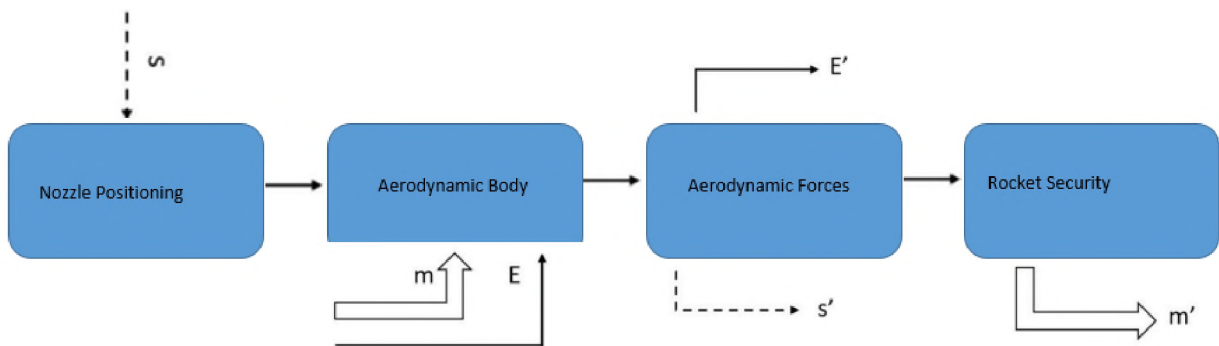 S
E’
Nozzle Positioning
Aerodynamic Body
Aerodynamic Forces
Rocket Security
m
E
s’
m’